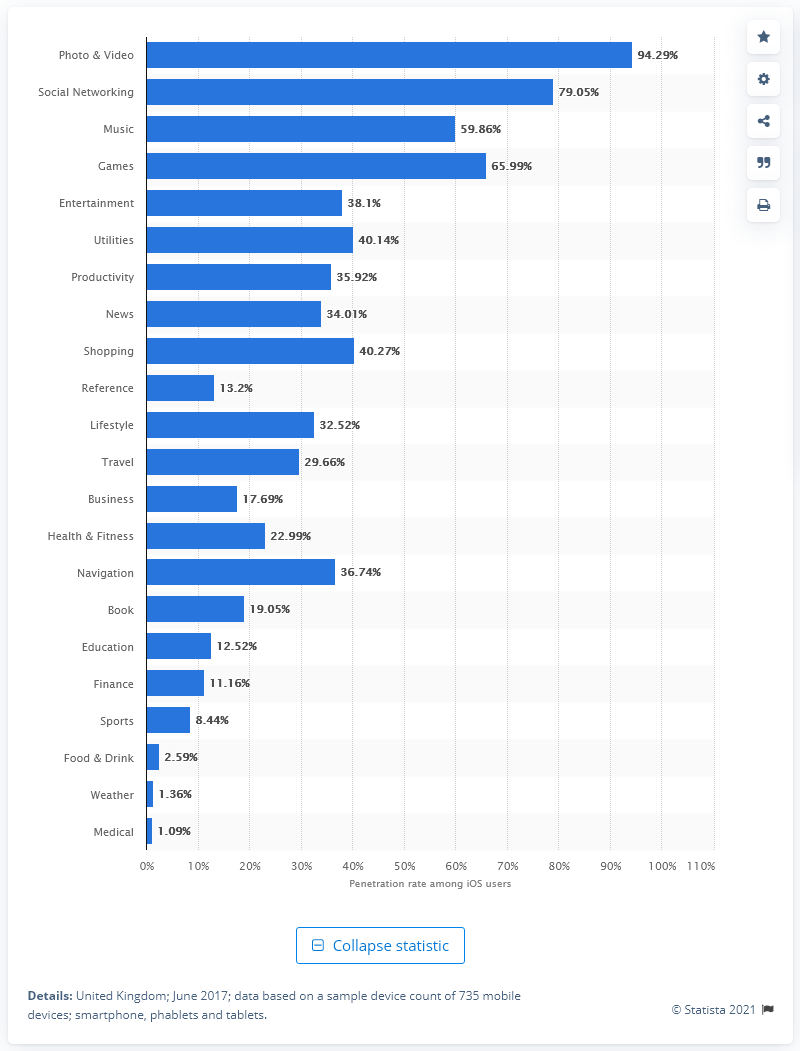 Photo & Video 94.29%
Social Networking 79.05%
Music 59.86%
Games 65.99%
Entertainment 38.1%
Utilities 40.14%
Productivity 35.92%
News 34.01%
Shopping 40.27%
Reference 13.2%
Lifestyle 32.52%
Travel 29.66%
Business 17.69%
Health & Fitness 22.99%
Navigation 36.74%
Book 19.05%
Education 12.52%
Finance 11.16%
Sports 8.44%
Food & Drink 2.59%
Weather 1.36%
Medical 1.09%
0% 10% 20% 30% 40% 50% 60% 70% 80% 90% 100% 110%
Penetration rate among iOS users
Collapse statistic
Details: United Kingdom; June 2017; data based on a sample device count of 735 mobile
devices; smartphone, phablets and tablets.
© Statista 2021